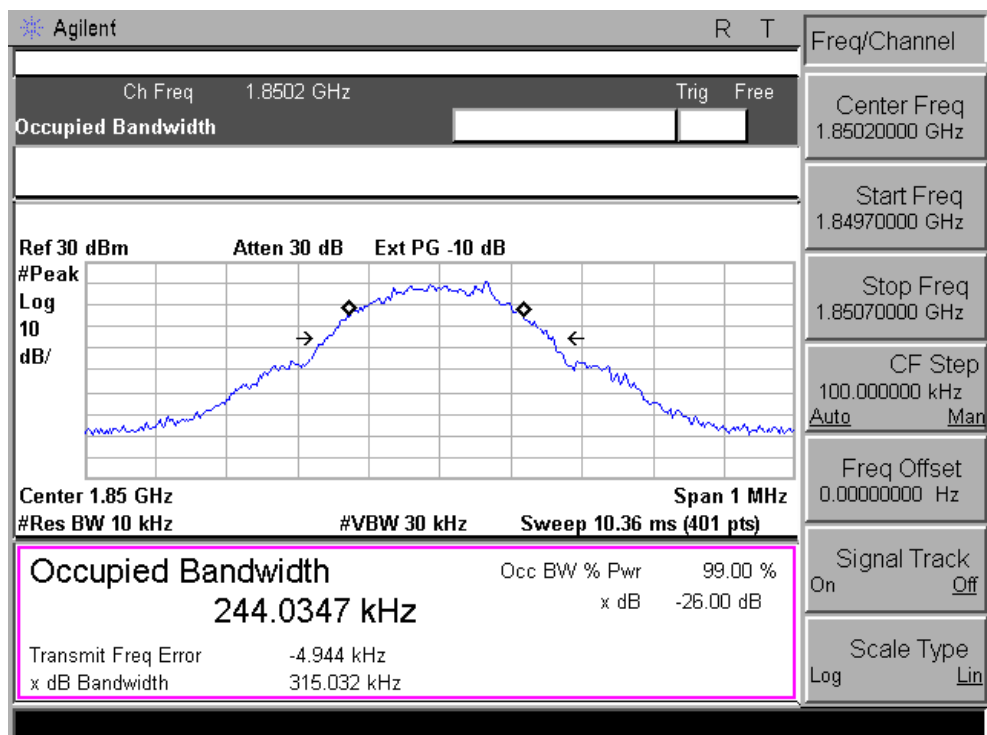 Agilent R T
Ch Freq 1.8502 GHz Trig Free
Occupied Bandwidth
Ref 30 dBm Atten 30 dB Ext PG -10 dB
#Peak
Log
10
dB/
Center 1.85 GHz Span 1 MHz
#Res BW 10 kHz #VBW 30 kHz Sweep 10.36 ms (401 pts)
Occupied Bandwidth Occ BW % Pwr 99.00 %
244.0347 kHz x dB -26.00 dB
Transmit Freq Error -4.944 kHz
x dB Bandwidth 315.032 kHz
Freq/Channel
Center Freq
1.85020000 GHz
Start Freq
1.84970000 GHz
Stop Freq
1.85070000 GHz
CF Step
100.000000 kHz
Auto Man
Freq Offset
0.00000000 Hz
Signal Track
On Off
Scale Type
Log Lin